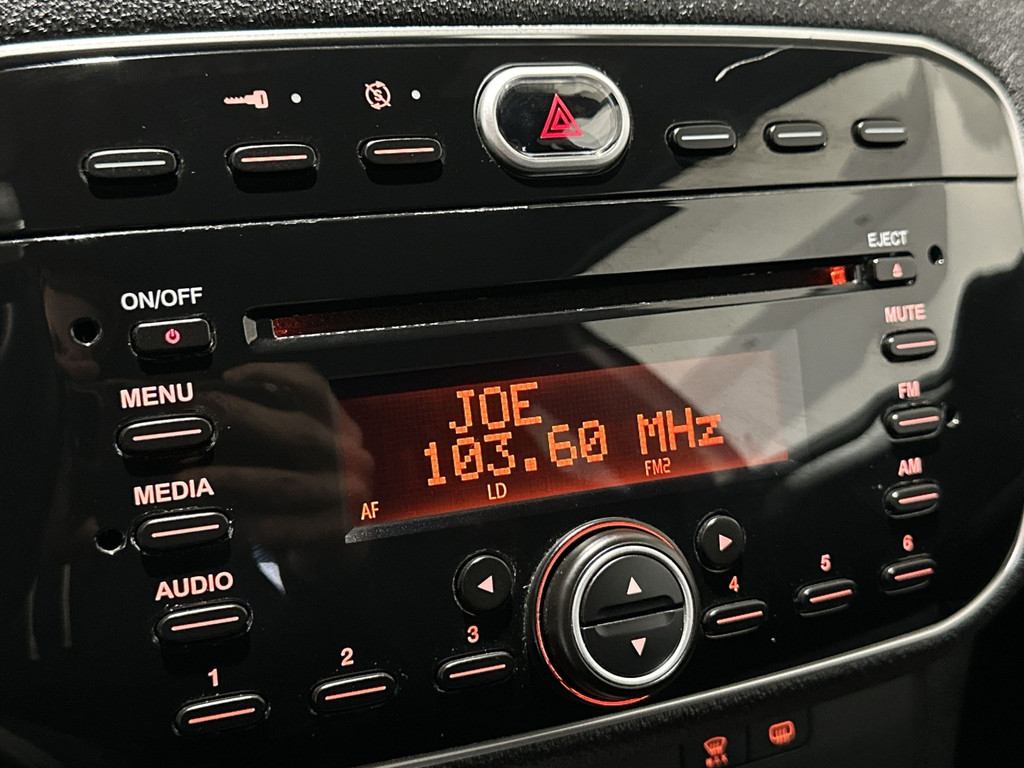 EJECT
ON/OFF
MUTE
MENU
JOE
FM
103.60 MHz
MEDIA
AF
LD
FM2
AM
AUDIO
1
2
3
4
5
6